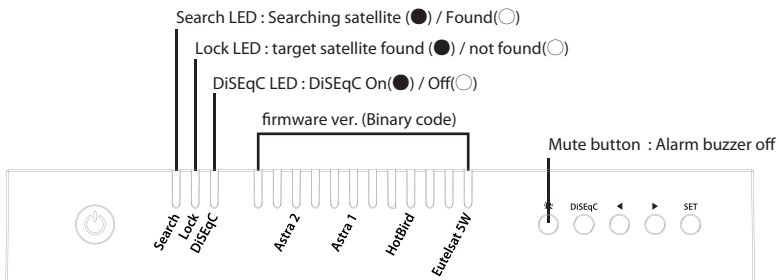 Search LED : Searching satellite (●) / Found(○)
Lock LED : target satellite found (●) / not found(○)
DiSEqC LED : DiSEqC On(●) / Off(○)
firmware ver. (Binary code)
Mute button : Alarm buzzer off
DiSEqC ◀ ▶ SET
Search
Lock
DiSEqC
Astra 2
Astra 1
HotBird
Eutelsat 5W